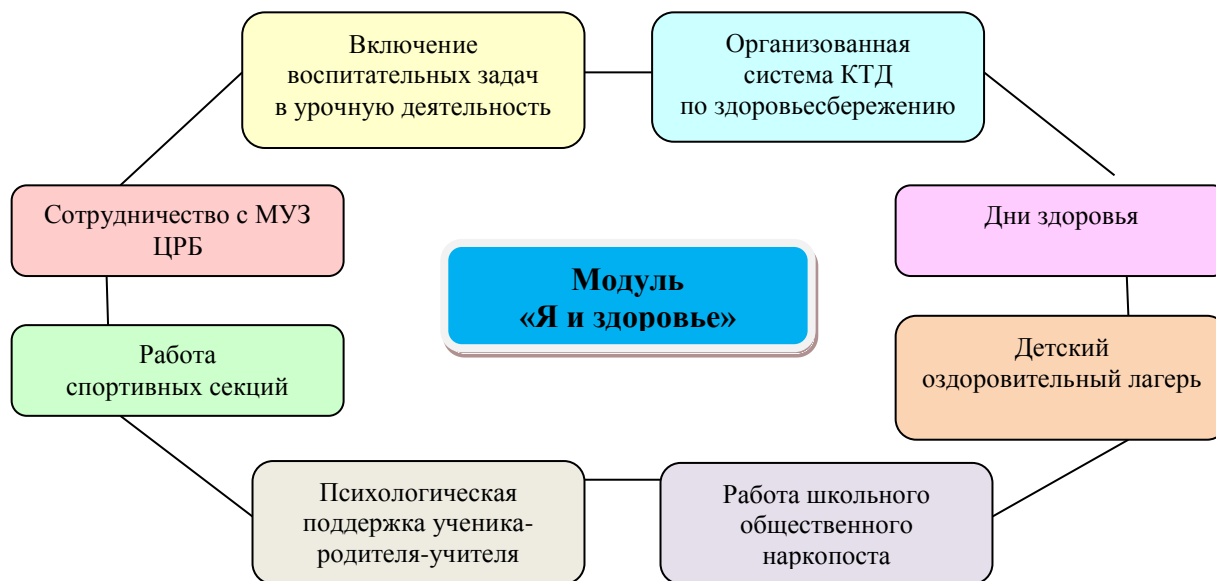 Включение
воспитательных задач
в урочную деятельность
Организованная
система КТД
по здоровьесбережению
Сотрудничество с МУЗ
ЦРБ
Дни здоровья
Модуль
«Я и здоровье»
Работа
спортивных секций
Детский
оздоровительный лагерь
Психологическая
поддержка ученика-
родителя-учителя
Работа школьного
общественного
наркопоста